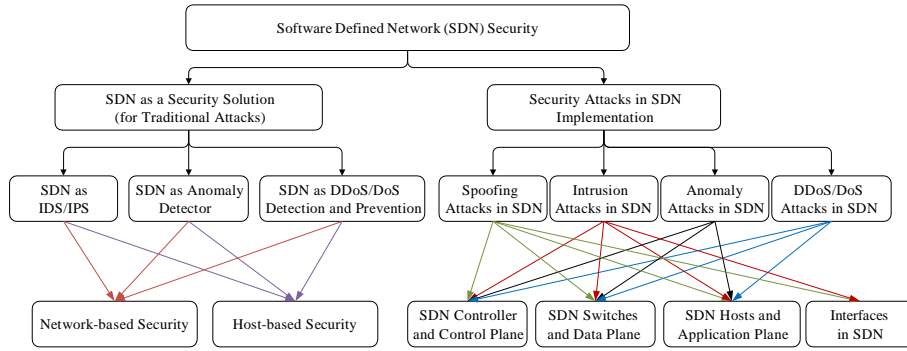 Software Defined Network (SDN) Security
SDN as a Security Solution
(for Traditional Attacks)
Security Attacks in SDN
Implementation
SDN as
IDS/IPS
SDN as Anomaly
Detector
SDN as DDoS/DoS
Detection and Prevention
Spoofing
Attacks in SDN
Intrusion
Attacks in SDN
Anomaly
Attacks in SDN
DDoS/DoS
Attacks in SDN
Network-based Security
Host-based Security
SDN Controller
and Control Plane
SDN Switches
and Data Plane
SDN Hosts and
Application Plane
Interfaces
in SDN